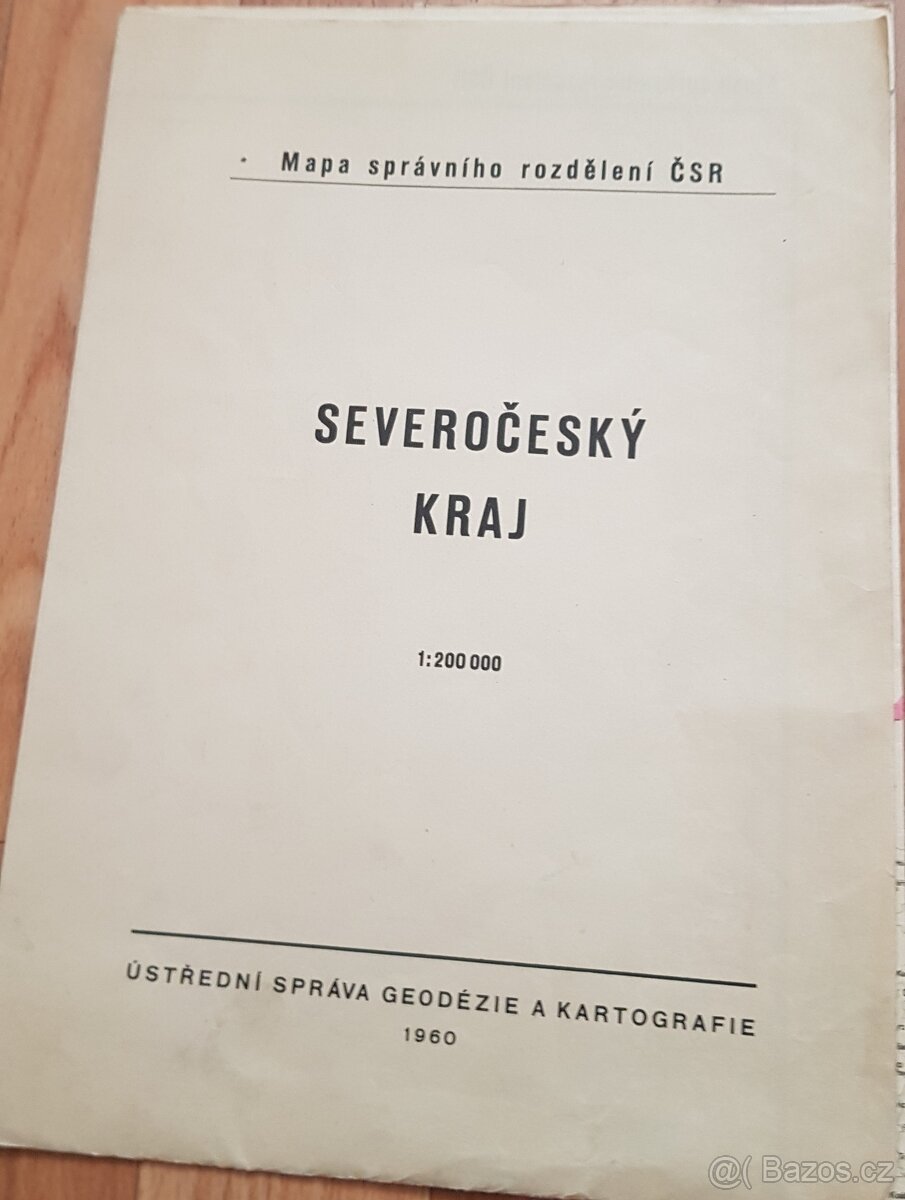 Mapa správního rozdělení ČSR
SEVEROČESKÝ
KRAJ
1:200 000
ÚSTŘEDNÍ SPRÁVA GEODÉZIE A KARTOGRAFIE
1960
@( Bazos.cz